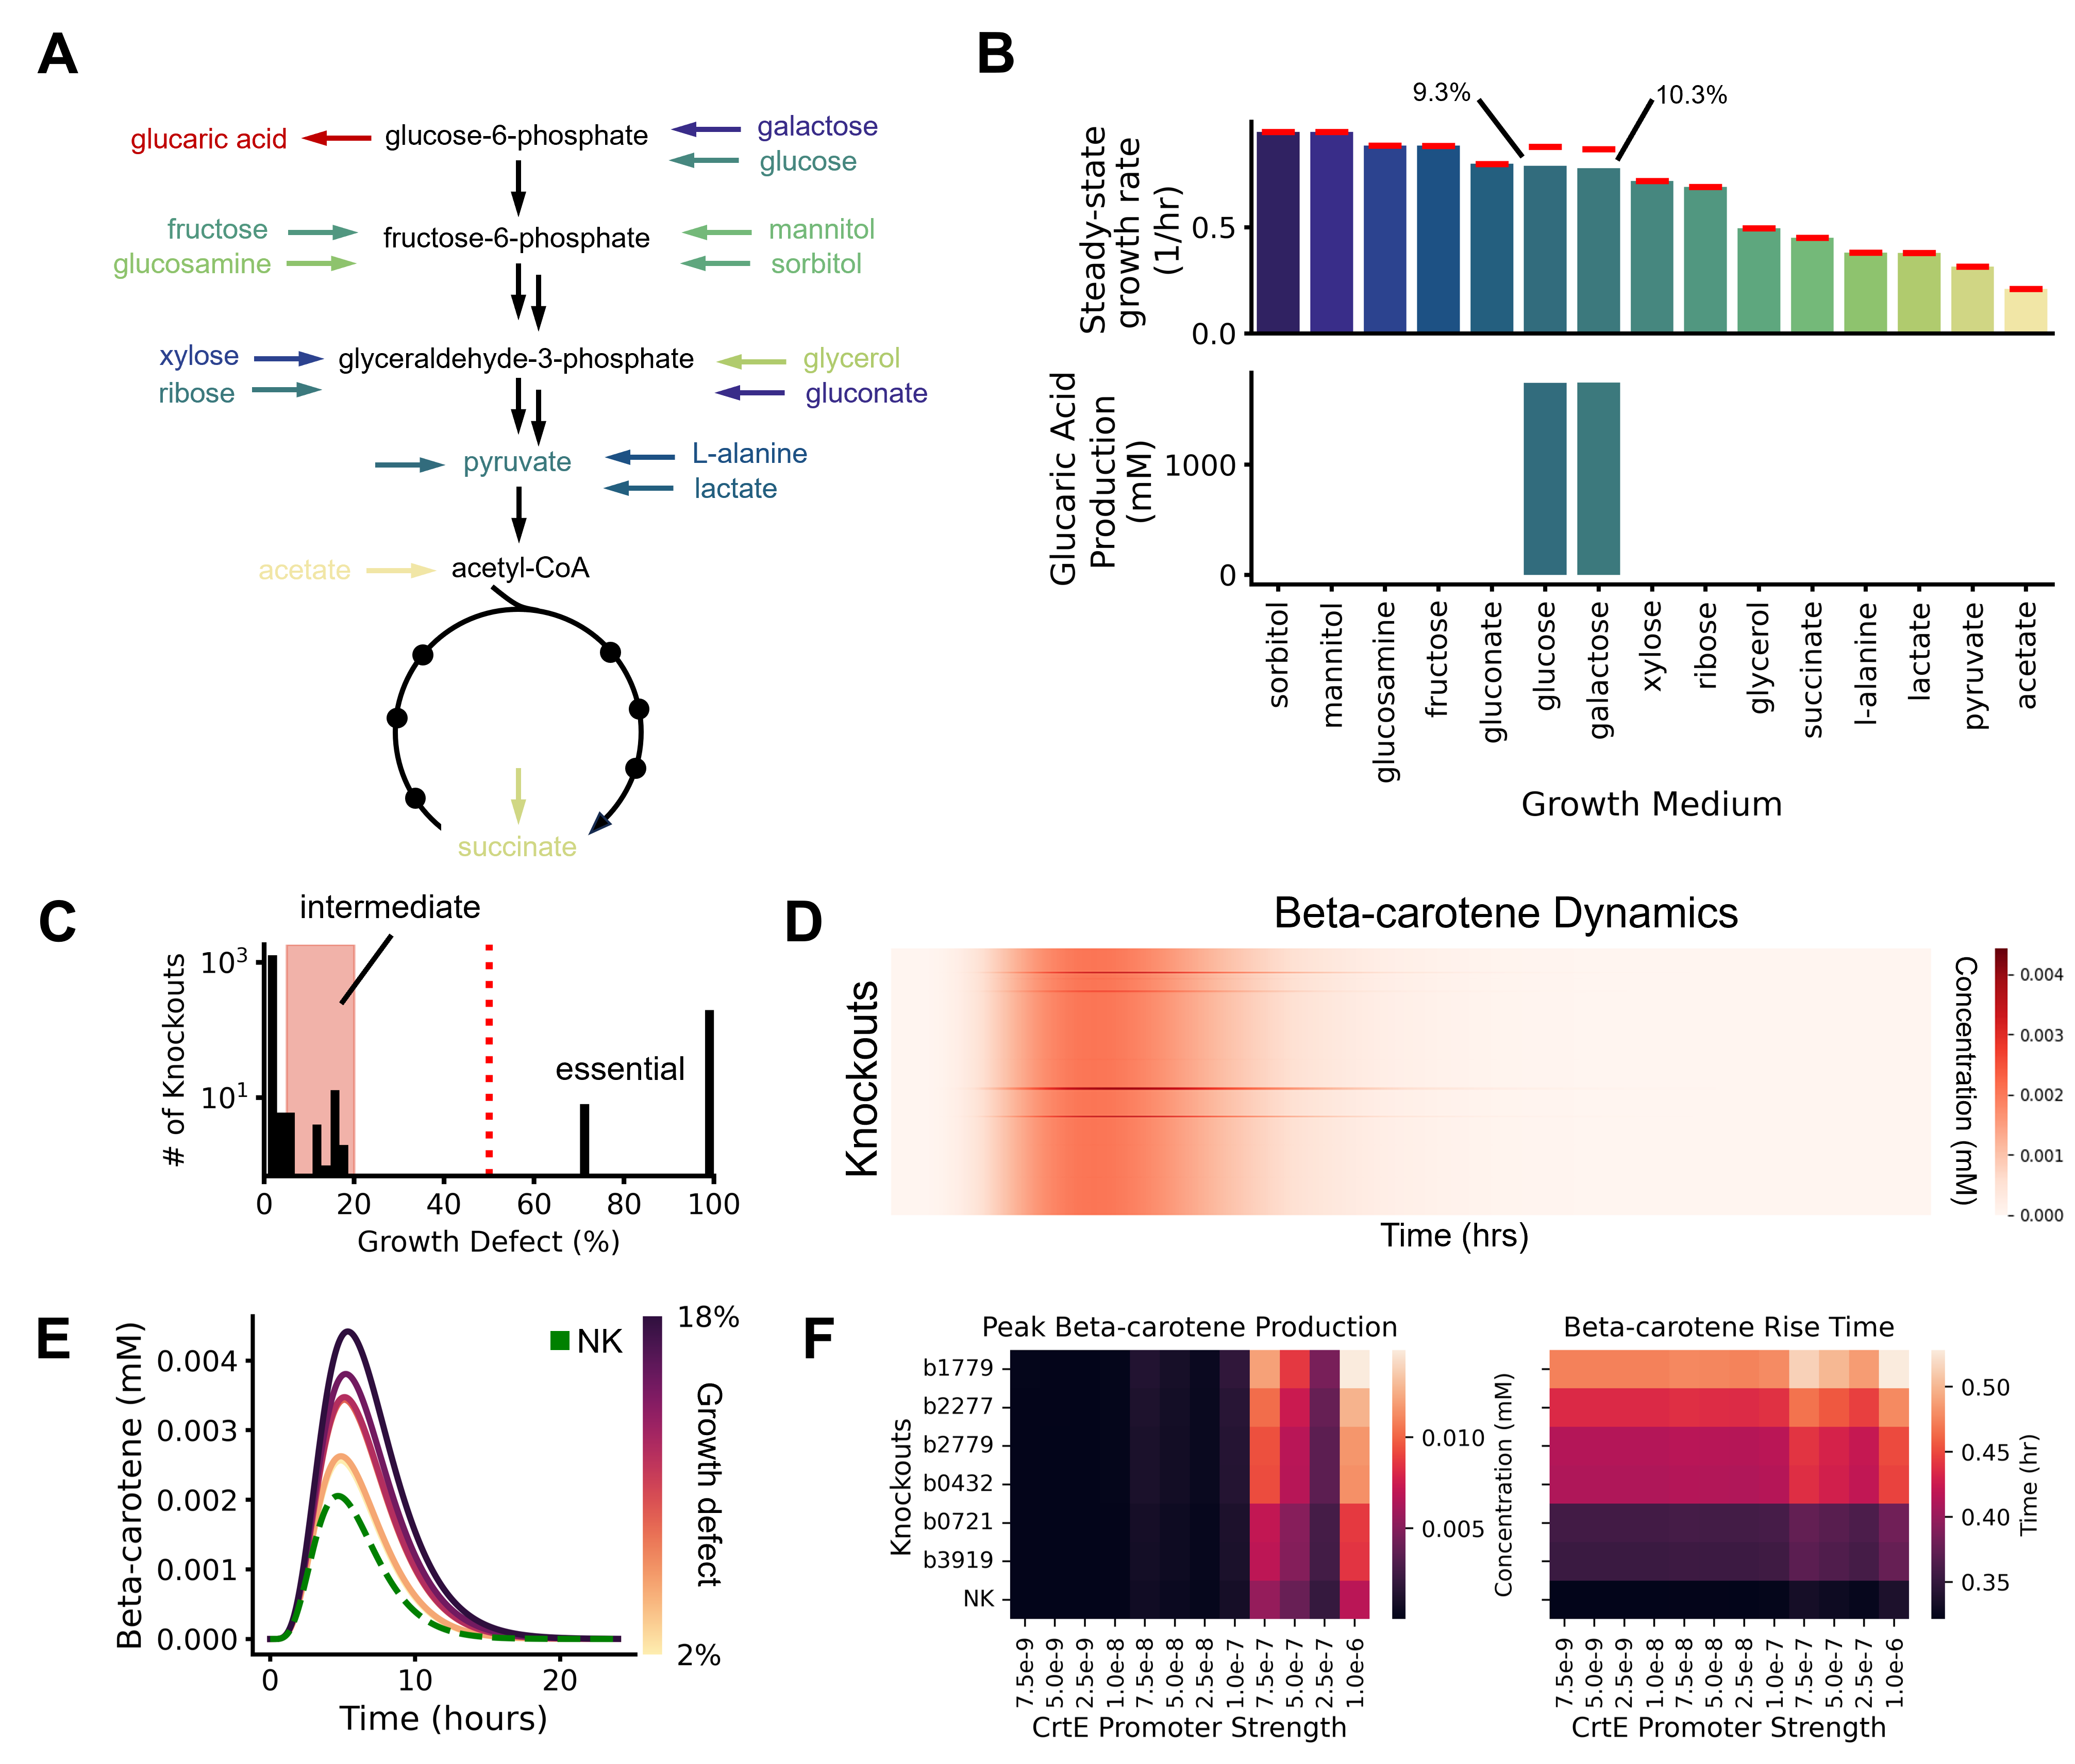 A
glucaric acid
glucose-6-phosphate
galactose
glucose
fructose
glucosamine
fructose-6-phosphate
mannitol
sorbitol
xylose
ribose
glyceraldehyde-3-phosphate
glycerol
gluconate
pyruvate
L-alanine
lactate
acetate
acetyl-CoA
succinate
B
9.3%
10.3%
Steady-state
growth rate
(1/hr)
0.5
0.0
Glucaric Acid
Production
(mM)
1000
0
sorbitol
mannitol
glucosamine
fructose
gluconate
glucose
galactose
xylose
ribose
glycerol
succinate
l-alanine
lactate
pyruvate
acetate
Growth Medium
C
intermediate
# of Knockouts
10³
10¹
essential
0 20 40 60 80 100
Growth Defect (%)
D
Beta-carotene Dynamics
Knockouts
Time (hrs)
0.004
0.003
0.002
0.001
0.000
Concentration (mM)
E
Beta-carotene (mM)
0.004
0.003
0.002
0.001
0.000
NK
0 10 20
Time (hours)
18%
Growth defect
2%
F
Peak Beta-carotene Production
Knockouts
b1779
b2277
b2779
b0432
b0721
b3919
NK
7.5e-9
5.0e-9
2.5e-9
1.0e-8
7.5e-8
5.0e-8
2.5e-8
1.0e-7
7.5e-7
5.0e-7
2.5e-7
1.0e-6
CrtE Promoter Strength
0.010
0.005
Concentration (mM)
Beta-carotene Rise Time
7.5e-9
5.0e-9
2.5e-9
1.0e-8
7.5e-8
5.0e-8
2.5e-8
1.0e-7
7.5e-7
5.0e-7
2.5e-7
1.0e-6
CrtE Promoter Strength
0.50
0.45
0.40
0.35
Time (hr)